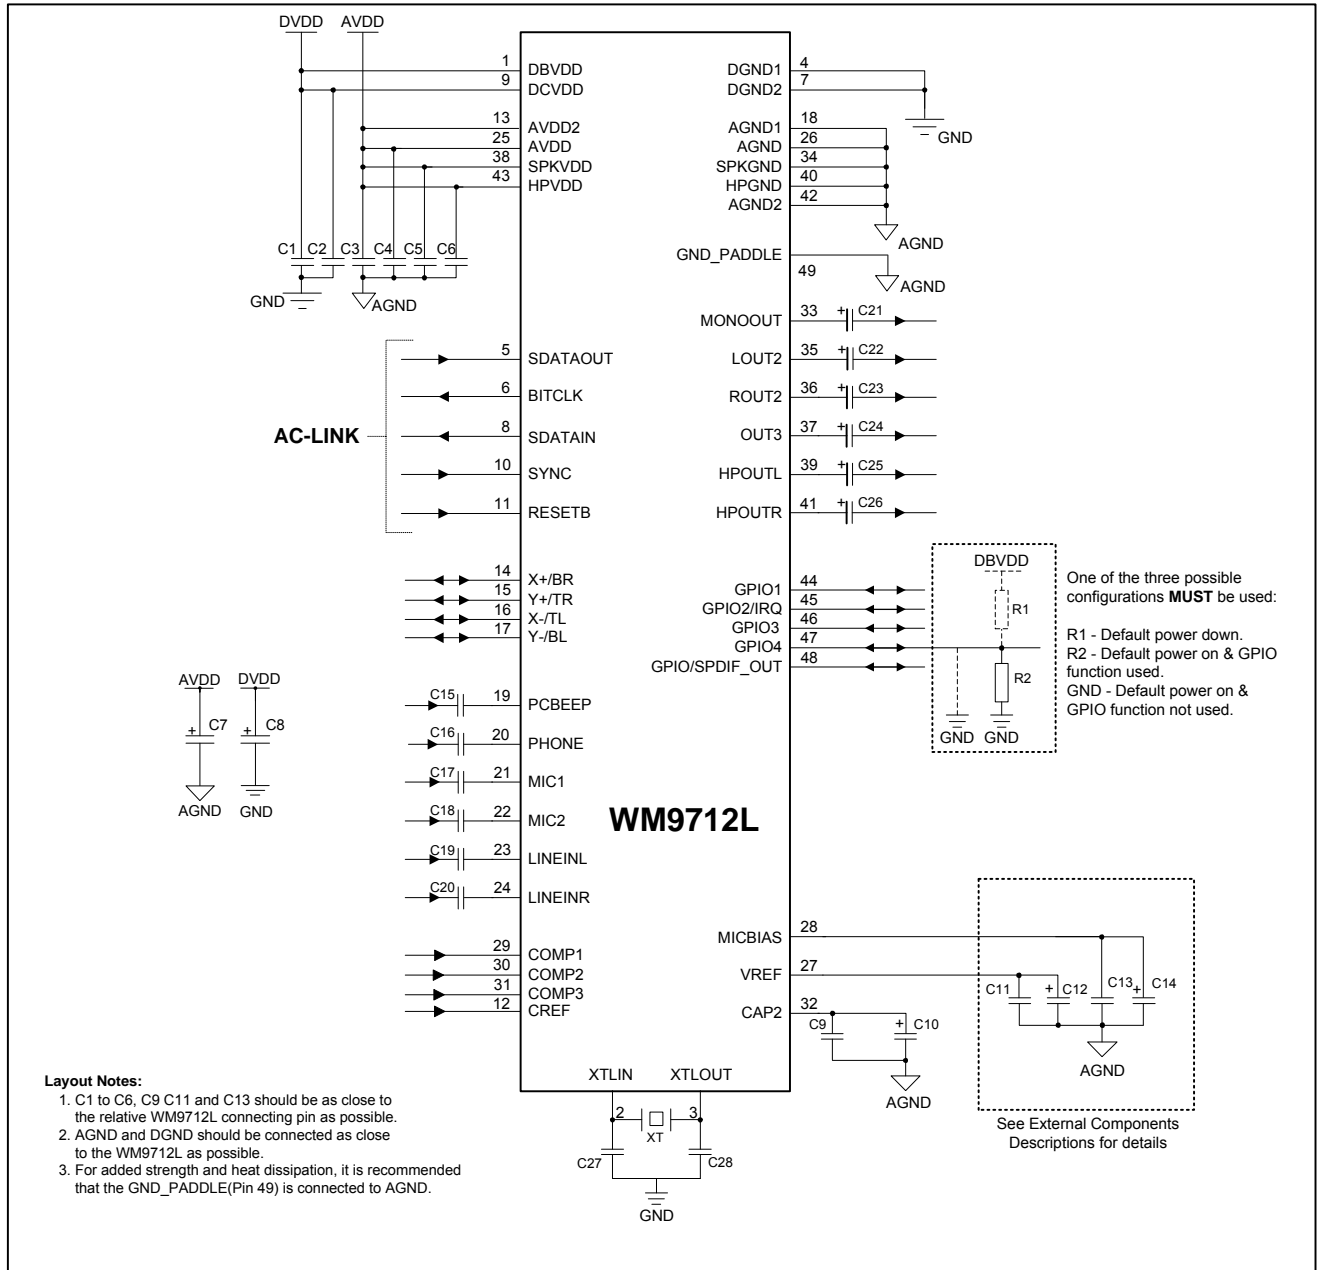 DVDD AVDD
1 DBVDD
9 DCVDD
13 AVDD2
25 AVDD
38 SPKVDD
43 HPVDD
C1 C2 C3 C4 C5 C6
GND AGND
DGND1 4
DGND2 7
GND
AGND1 18
AGND 26
SPKGND 34
HPGND 40
AGND2 42
AGND
GND_PADDLE 49
AGND
AC-LINK
5 SDATAOUT
6 BITCLK
8 SDATAIN
10 SYNC
11 RESETB
MONOOUT 33 + C21
LOUT2 35 + C22
ROUT2 36 + C23
OUT3 37 + C24
HPOUTL 39 + C25
HPOUTR 41 + C26
14 X+/BR
15 Y+/TR
16 X-/TL
17 Y-/BL
GPIO1 44
GPIO2/IRQ 45
GPIO3 46
GPIO4 47
GPIO/SPDIF_OUT 48
DBVDD
R1
R2
GND GND
One of the three possible
configurations MUST be used:
R1 - Default power down.
R2 - Default power on & GPIO
function used.
GND - Default power on &
GPIO function not used.
AVDD DVDD
+ C7 + C8
AGND GND
C15 19 PCBEEP
C16 20 PHONE
C17 21 MIC1
C18 22 MIC2
C19 23 LINEINL
C20 24 LINEINR
WM9712L
29 COMP1
30 COMP2
31 COMP3
12 CREF
MICBIAS 28
VREF 27
CAP2 32
C9 + C10
AGND
C11 + C12 C13 + C14
AGND
See External Components
Descriptions for details
XTLIN XTLOUT
2 3
XT
C27 C28
GND
Layout Notes:
1. C1 to C6, C9 C11 and C13 should be as close to
the relative WM9712L connecting pin as possible.
2. AGND and DGND should be connected as close
to the WM9712L as possible.
3. For added strength and heat dissipation, it is recommended
that the GND_PADDLE(Pin 49) is connected to AGND.